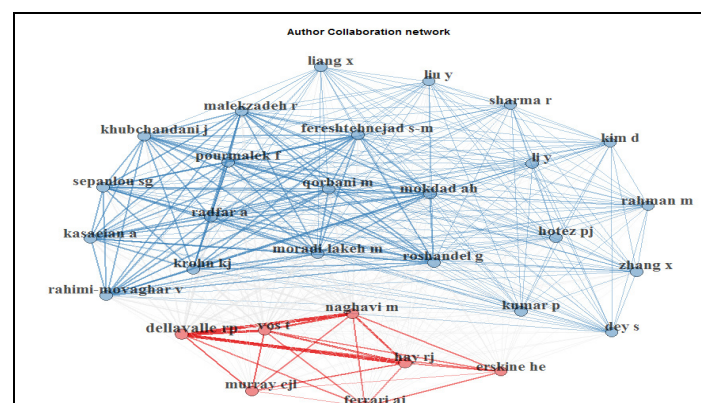 Author Collaboration network
liang x
liu y
sharma r
malekzadeh r
khubchandani j
fereshtehnejad s-m
kim d
pourmalek f
li y
sepanlou sg
qorbani m
mokdad ah
rahman m
radfar a
kasaeian a
hotez pj
moradi-lakeh m
roshandel g
krohn kj
zhang x
rahimi-movaghar v
naghavi m
kumar p
dellavalle rp
vos t
dey s
hay rj
erskine he
murray cjl
ferrari aj